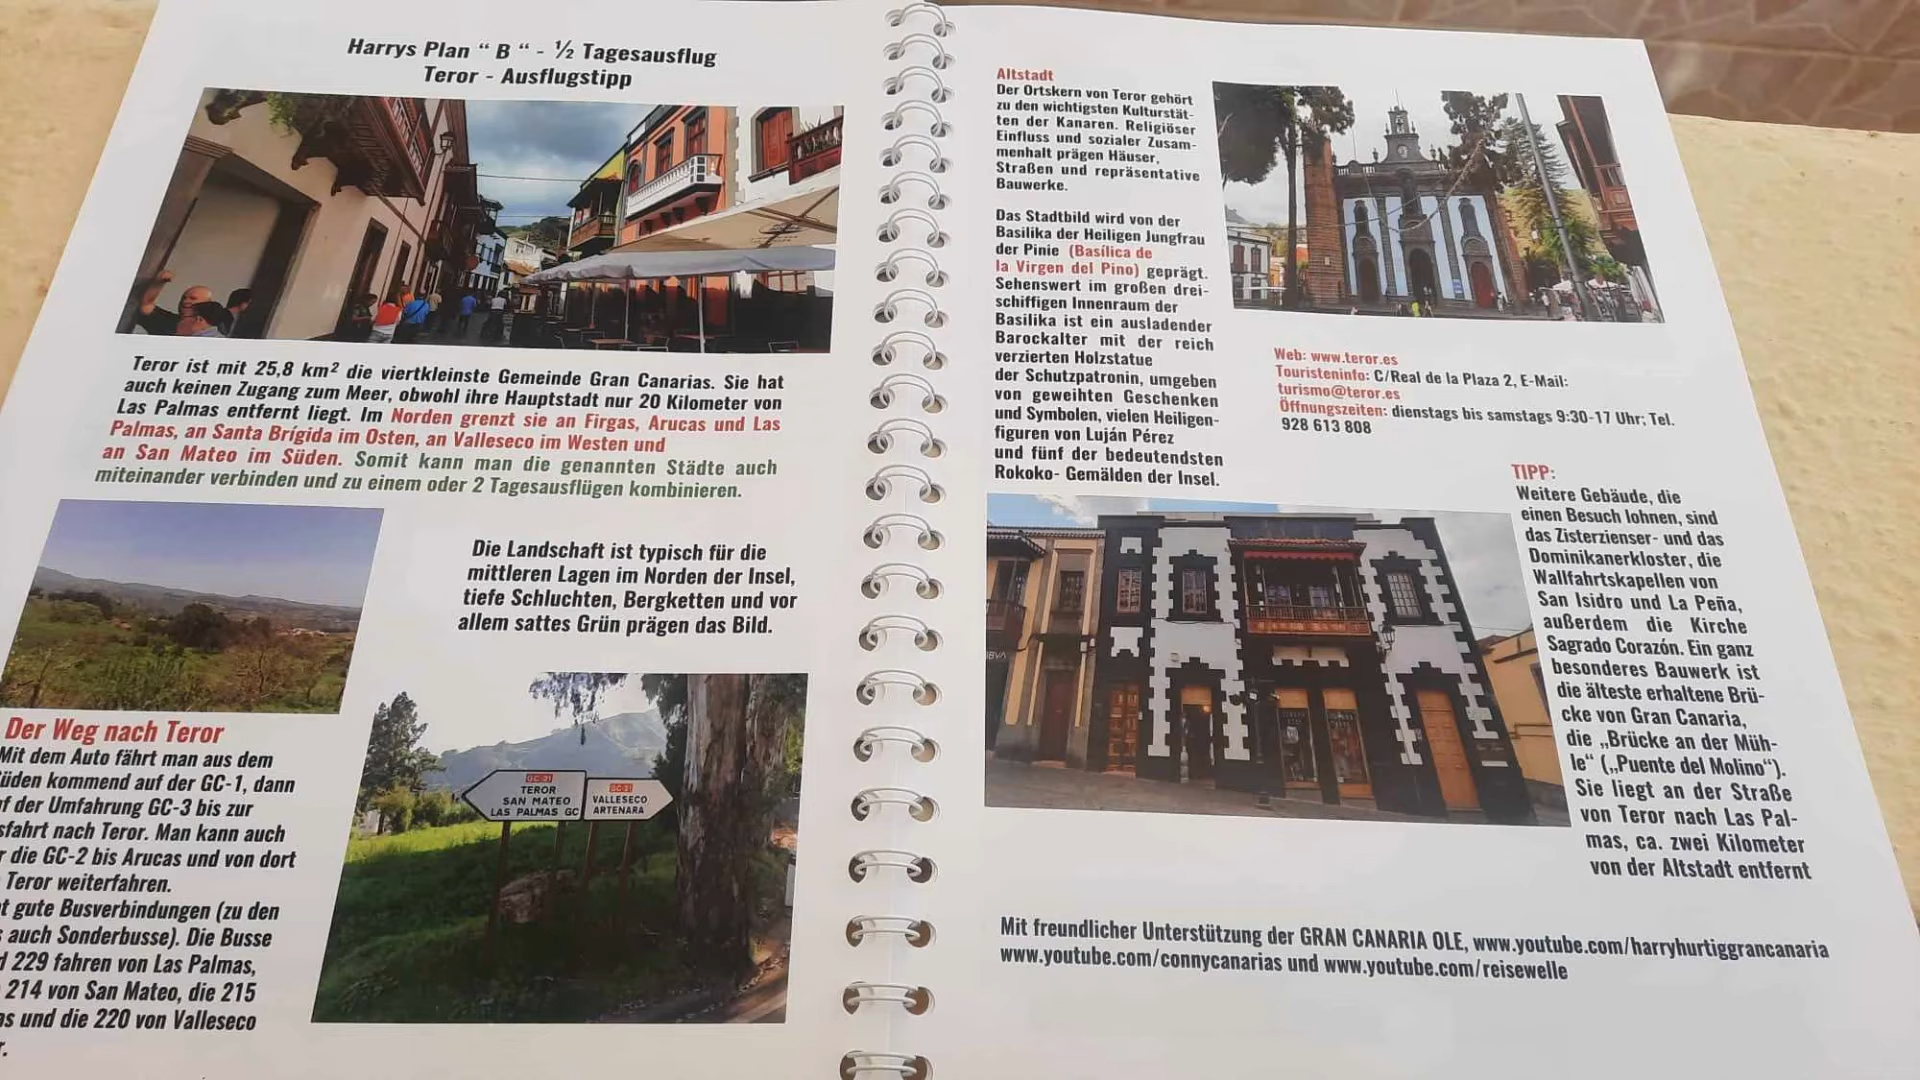 Harrys Plan “ B “ - ½ Tagesausflug
Teror - Ausflugstipp
Teror ist mit 25,8 km² die viertkleinste Gemeinde Gran Canarias. Sie hat
auch keinen Zugang zum Meer, obwohl ihre Hauptstadt nur 20 Kilometer von
Las Palmas entfernt liegt. Im Norden grenzt sie an Firgas, Arucas und Las
Palmas, an Santa Brígida im Osten, an Valleseco im Westen und
an San Mateo im Süden. Somit kann man die genannten Städte auch
miteinander verbinden und zu einem oder 2 Tagesausflügen kombinieren.
Die Landschaft ist typisch für die
mittleren Lagen im Norden der Insel,
tiefe Schluchten, Bergketten und vor
allem sattes Grün prägen das Bild.
Der Weg nach Teror
Mit dem Auto fährt man aus dem
üden kommend auf der GC-1, dann
f der Umfahrung GC-3 bis zur
sfahrt nach Teror. Man kann auch
r die GC-2 bis Arucas und von dort
Teror weiterfahren.
t gute Busverbindungen (zu den
s auch Sonderbusse). Die Busse
d 229 fahren von Las Palmas,
214 von San Mateo, die 215
as und die 220 von Valleseco
r.
GC-21
TEROR
SAN MATEO
LAS PALMAS GC
GC-21
VALLESECO
ARTENARA
Altstadt
Der Ortskern von Teror gehört
zu den wichtigsten Kulturstät-
ten der Kanaren. Religiöser
Einfluss und sozialer Zusam-
menhalt prägen Häuser,
Straßen und repräsentative
Bauwerke.
Das Stadtbild wird von der
Basilika der Heiligen Jungfrau
der Pinie (Basílica de
la Virgen del Pino) geprägt.
Sehenswert im großen drei-
schiffigen Innenraum der
Basilika ist ein ausladender
Barockalter mit der reich
verzierten Holzstatue
der Schutzpatronin, umgeben
von geweihten Geschenken
und Symbolen, vielen Heiligen-
figuren von Luján Pérez
und fünf der bedeutendsten
Rokoko- Gemälden der Insel.
Web: www.teror.es
Touristeninfo: C/Real de la Plaza 2, E-Mail:
turismo@teror.es
Öffnungszeiten: dienstags bis samstags 9:30-17 Uhr; Tel.
928 613 808
BBVA
TIPP:
Weitere Gebäude, die
einen Besuch lohnen, sind
das Zisterzienser- und das
Dominikanerkloster, die
Wallfahrtskapellen von
San Isidro und La Peña,
außerdem die Kirche
Sagrado Corazón. Ein ganz
besonderes Bauwerk ist
die älteste erhaltene Brü-
cke von Gran Canaria,
die „Brücke an der Müh-
le“ („Puente del Molino“).
Sie liegt an der Straße
von Teror nach Las Pal-
mas, ca. zwei Kilometer
von der Altstadt entfernt
Mit freundlicher Unterstützung der GRAN CANARIA OLE, www.youtube.com/harryhurtiggrancanaria
www.youtube.com/connycanarias und www.youtube.com/reisewelle